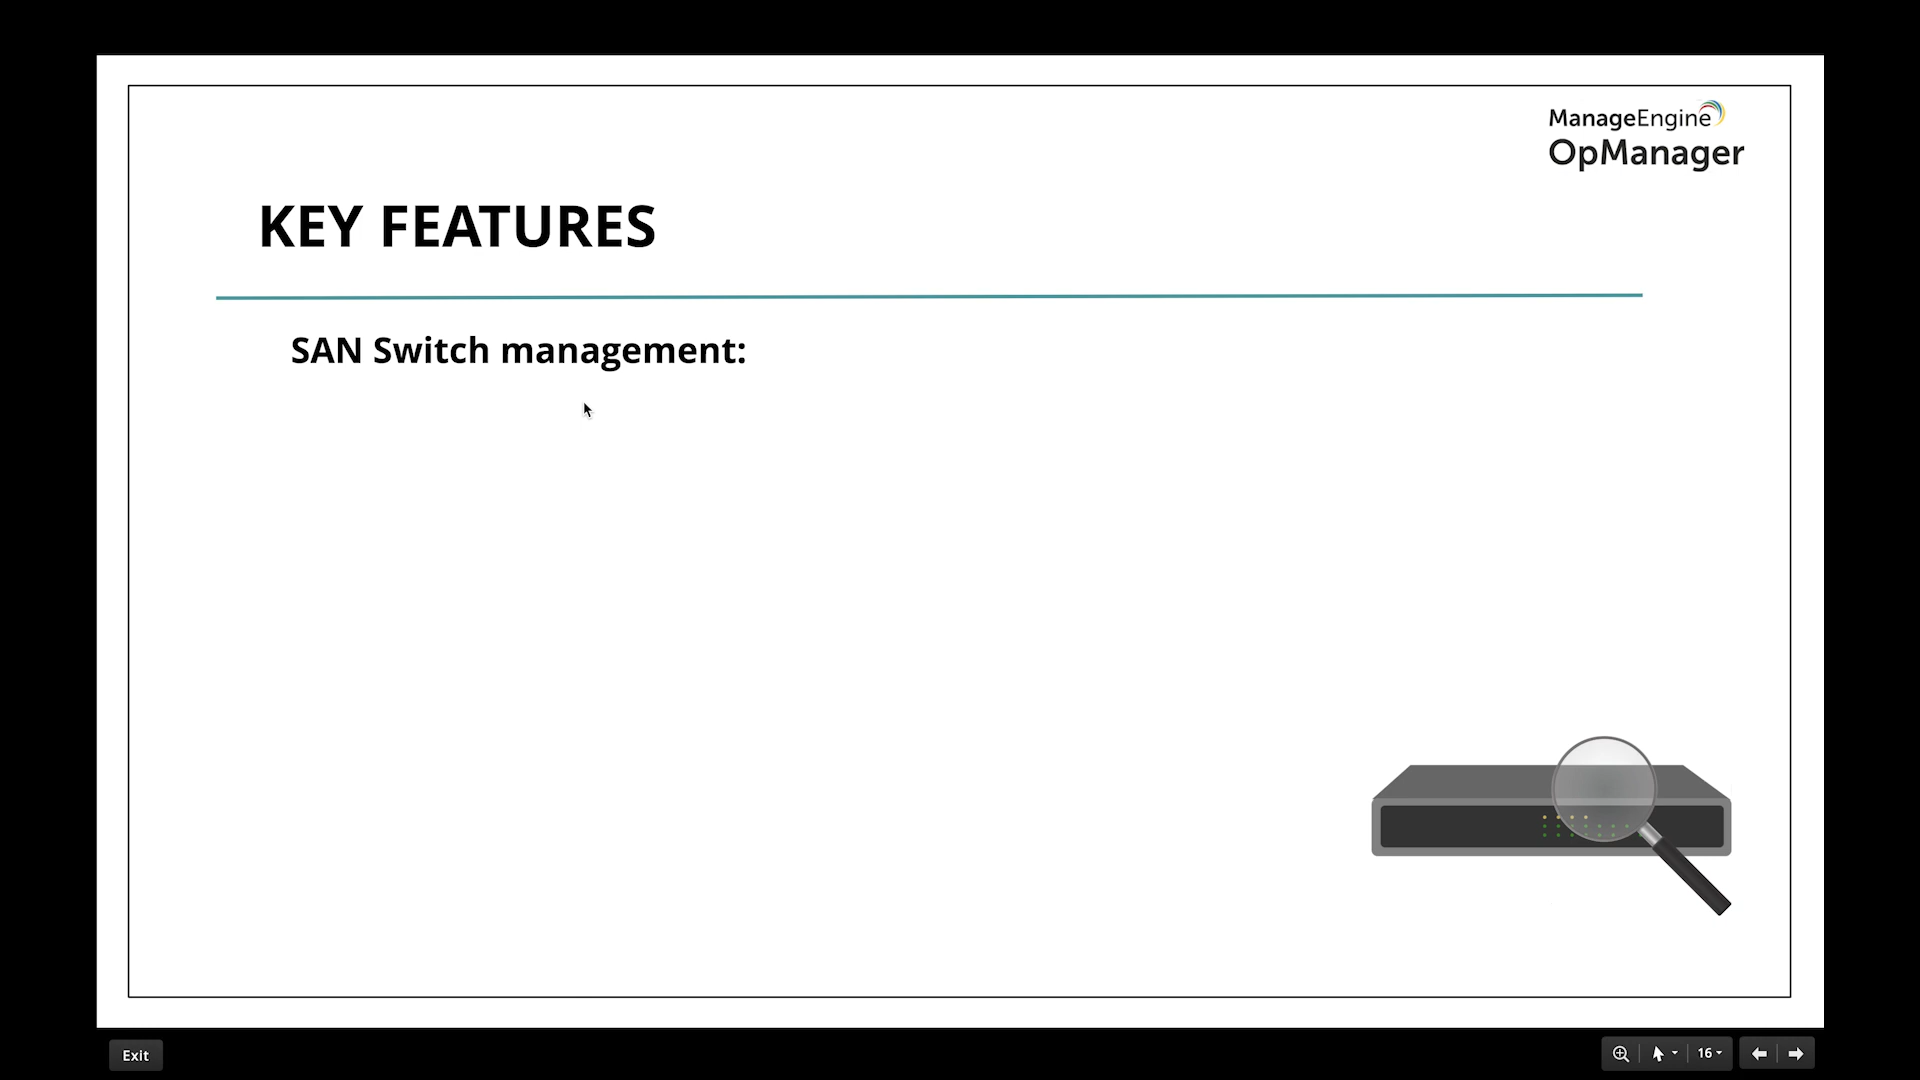 ManageEngine
OpManager
KEY FEATURES
SAN Switch management:
Exit
16